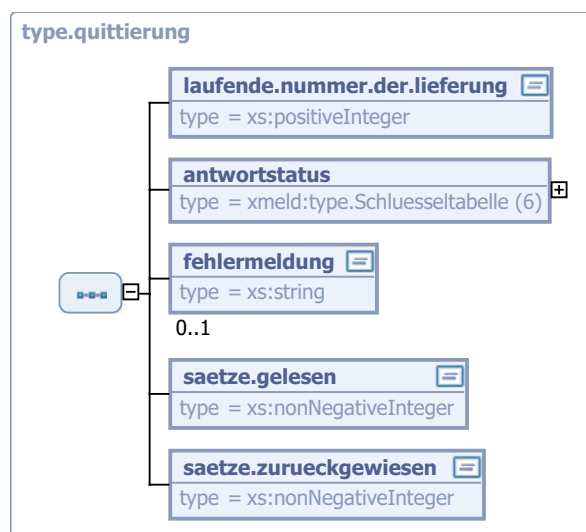 type.quittierung
laufende.nummer.der.lieferung
type = xs:positiveInteger
antwortstatus
type = xmeld:type.Schluesseltabelle (6)
fehlermeldung
type = xs:string
0..1
saetze.gelesen
type = xs:nonNegativeInteger
saetze.zurueckgewiesen
type = xs:nonNegativeInteger